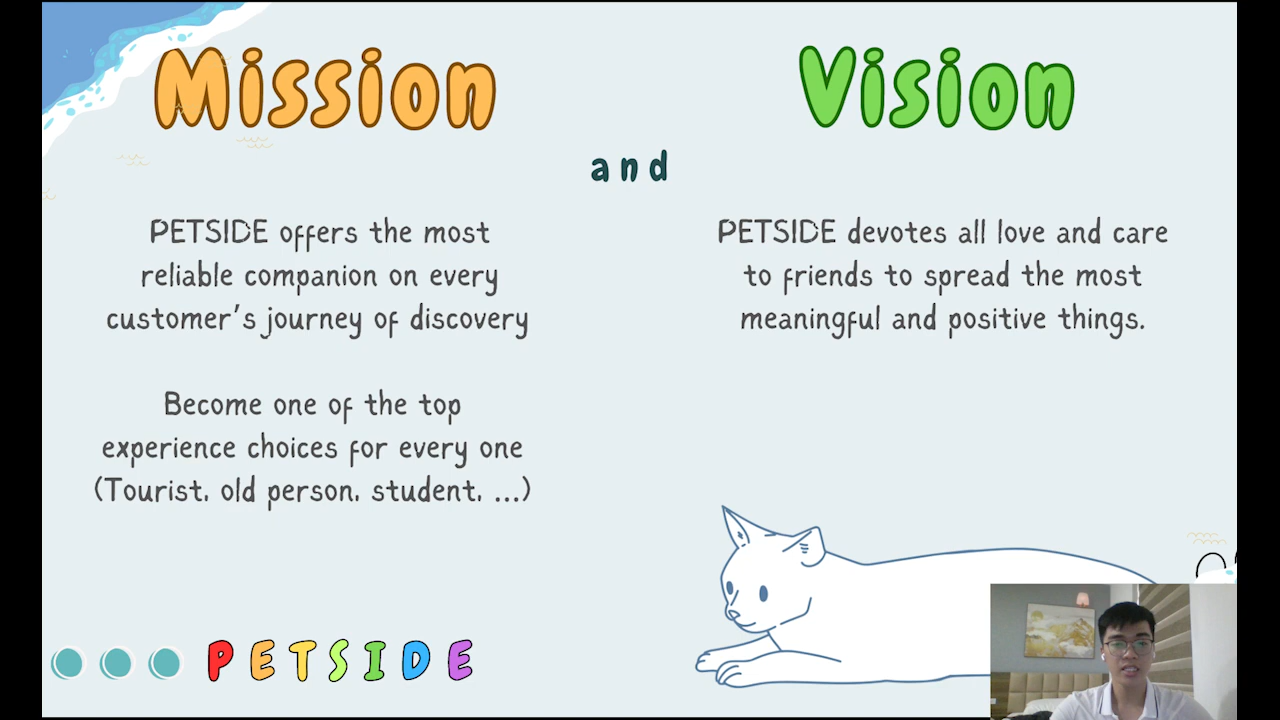 Mission
Vision
and
PETSIDE offers the most
reliable companion on every
customer's journey of discovery
Become one of the top
experience choices for every one
(Tourist, old person, student, ...)
PETSIDE devotes all love and care
to friends to spread the most
meaningful and positive things.
PETSIDE